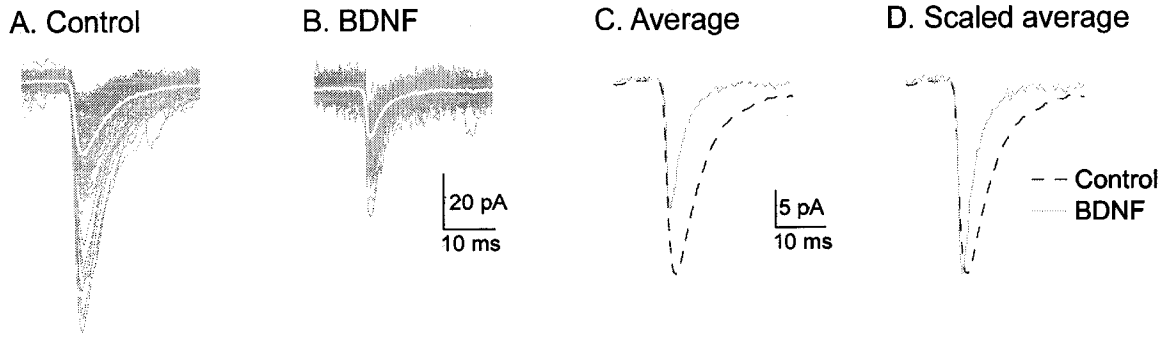 A. Control
B. BDNF
C. Average
D. Scaled average
20 pA
10 ms
5 pA
10 ms
Control
BDNF